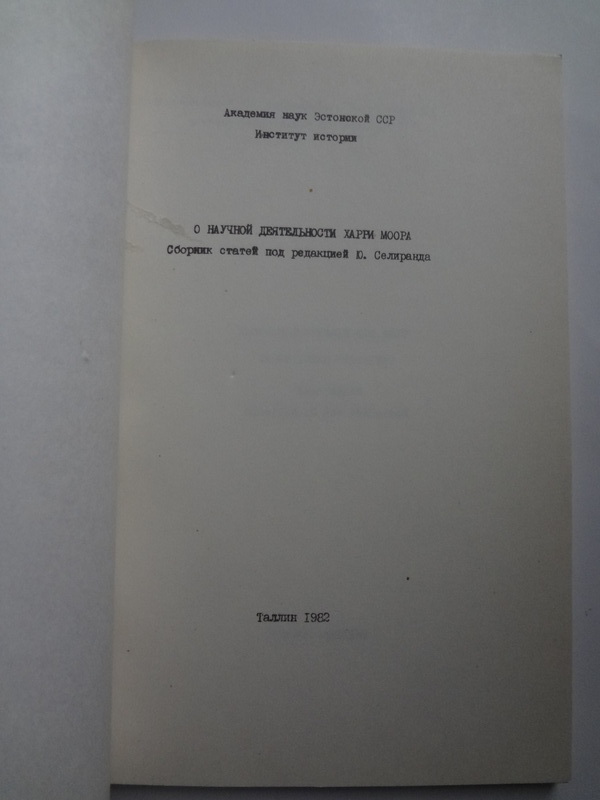 Академия наук Эстонской ССР
Институт истории
О НАУЧНОЙ ДЕЯТЕЛЬНОСТИ ХАРРИ МООРА
Сборник статей под редакцией Ю. Селиранда
Таллин 1982